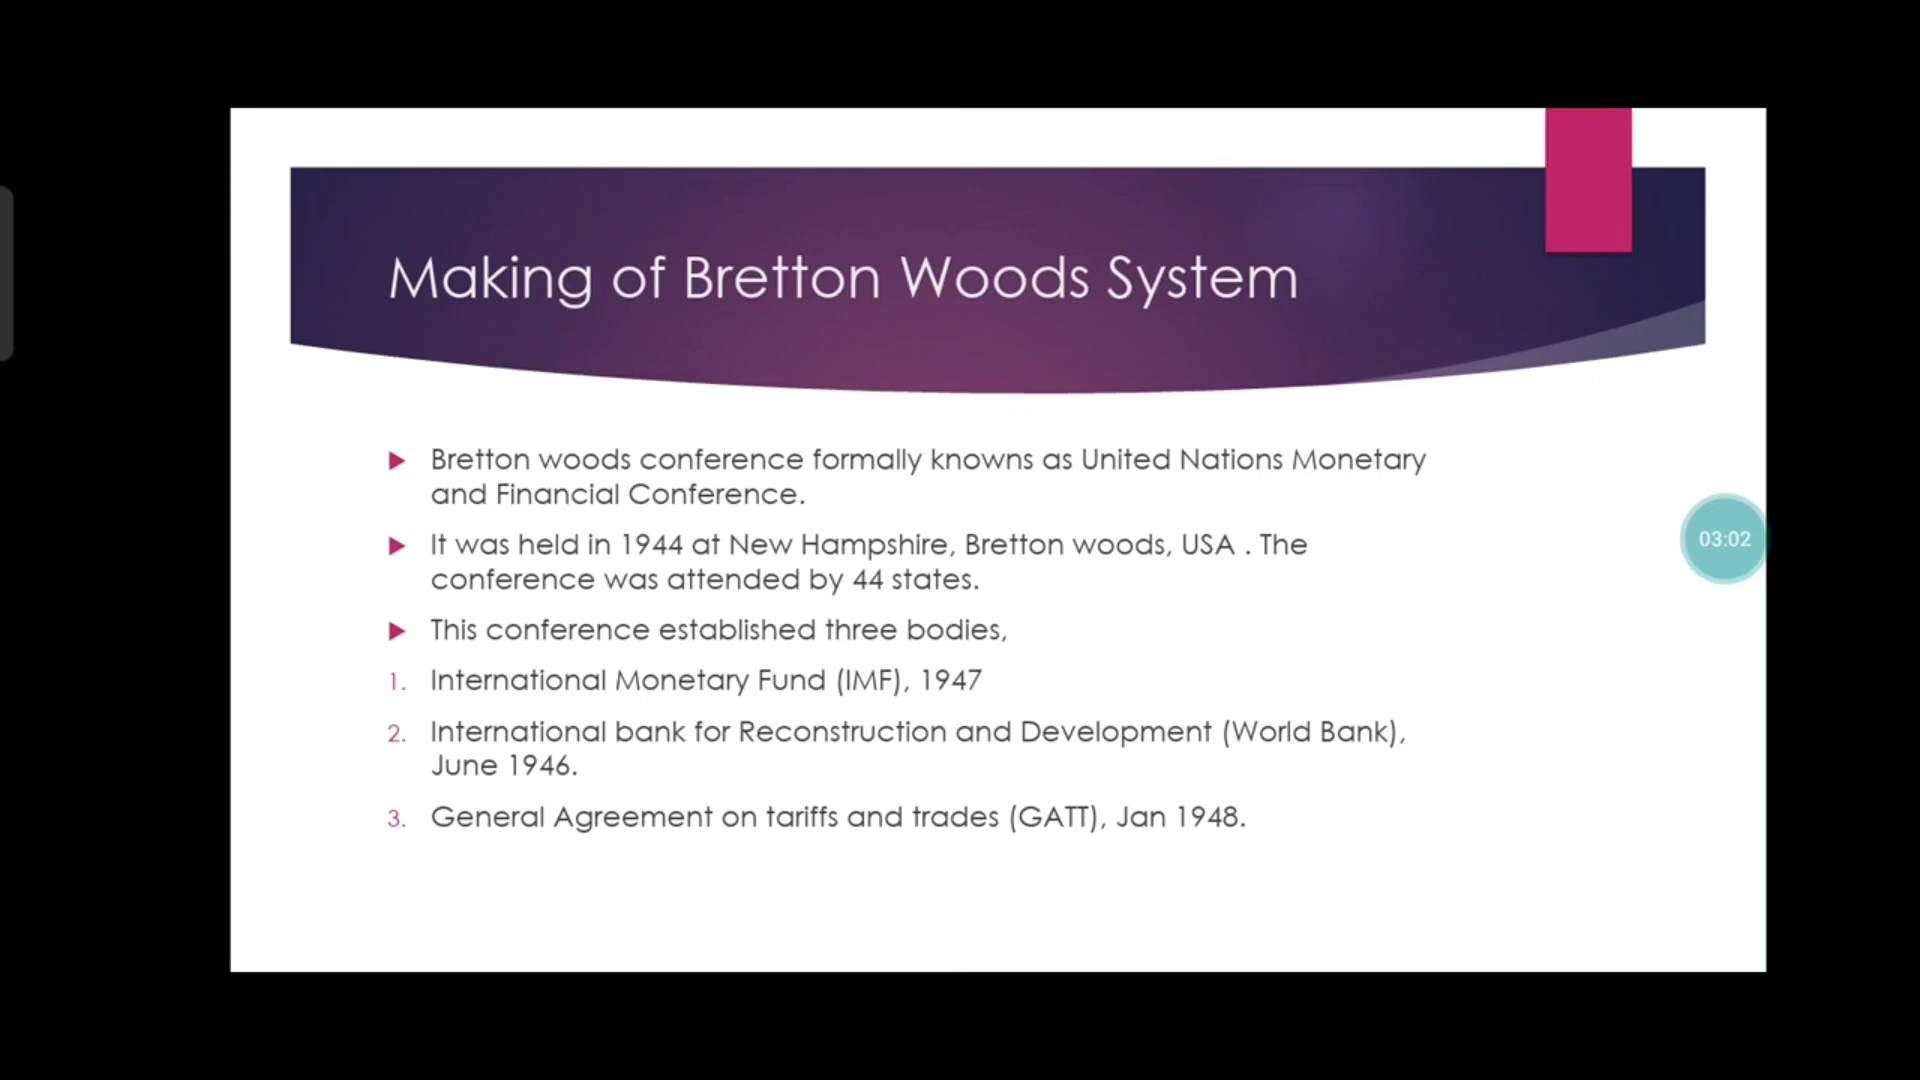 Making of Bretton Woods System
Bretton woods conference formally knowns as United Nations Monetary
and Financial Conference.
It was held in 1944 at New Hampshire, Bretton woods, USA . The
conference was attended by 44 states.
03:02
This conference established three bodies,
1. International Monetary Fund (IMF), 1947
2. International bank for Reconstruction and Development (World Bank),
June 1946.
3. General Agreement on tariffs and trades (GATT), Jan 1948.